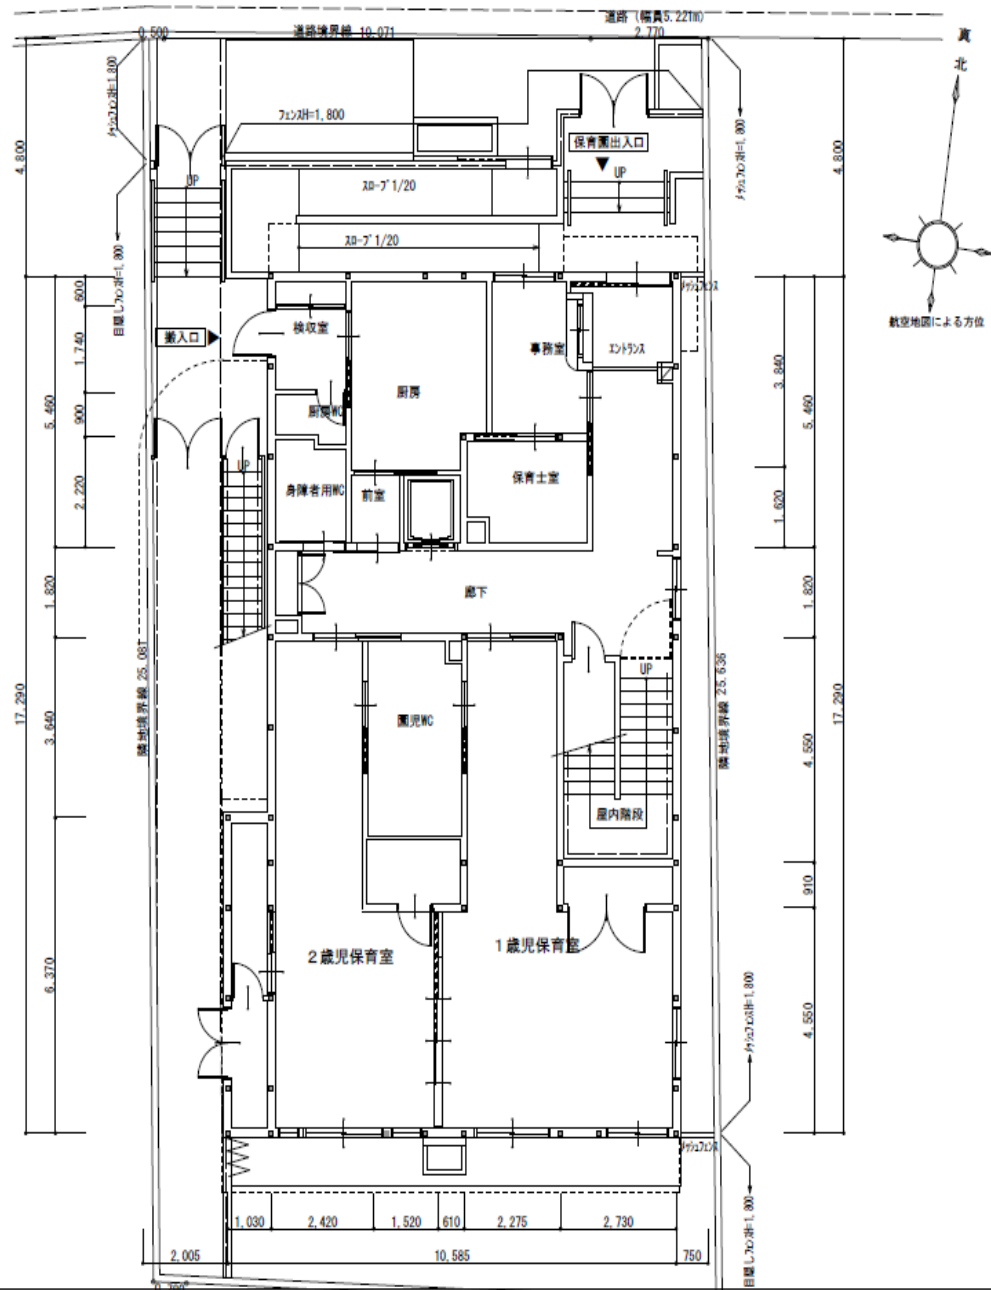 道路（幅員5.221m）
0,500
道路境界線 10.071
2,770
真
北
メッシュフェンスH=1,800
フェンスH=1,800
保育園出入口
メッシュフェンスH=1,800
4,800
4,800
UP
UP
スロープ1/20
スロープ1/20
目隠しフェンスH=1,800
航空地図による方位
メッシュフェンス
600
搬入口
検収室
事務室
エントランス
1,740
3,840
5,460
900
厨房
厨房WC
5,460
UP
保育士室
2,220
身障者用WC
前室
1,620
1,820
廊下
1,820
隣地境界線 25.081
隣地境界線 25.636
UP
17,290
3,640
園児WC
17,290
4,550
屋内階段
910
2歳児保育室
1歳児保育室
6,370
4,550
メッシュフェンスH=1,800
メッシュフェンス
目隠しフェンスH=1,800
1,030
2,420
1,520
610
2,275
2,730
2,005
10,585
750